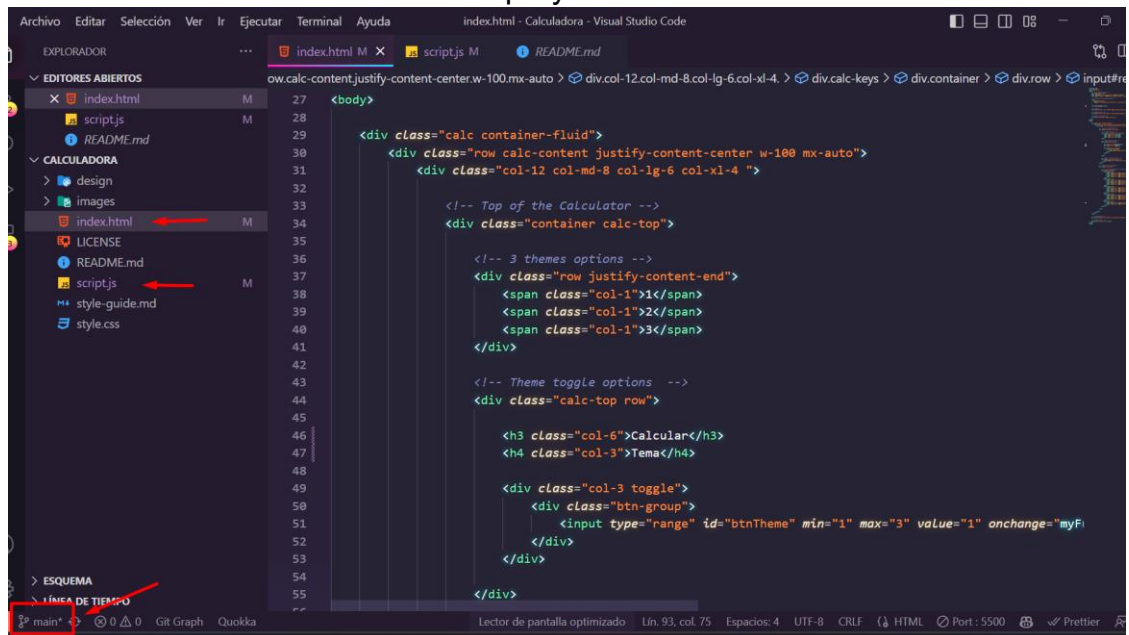 Archivo Editar Selección Ver Ir Ejecutar Terminal Ayuda index.html - Calculadora - Visual Studio Code
EXPLORADOR ...
EDITORES ABIERTOS
index.html M
script.js M
README.md
CALCULADORA
design
images
index.html M
LICENSE
README.md
script.js M
style-guide.md
style.css
ESQUEMA
LÍNEA DE TIEMPO
index.html M script.js M README.md
ow.calc-content.justify-content-center.w-100.mx-auto > div.col-12.col-md-8.col-lg-6.col-xl-4. > div.calc-keys > div.container > div.row > input#re
27 <body>
28
29 <div class="calc container-fluid">
30 <div class="row calc-content justify-content-center w-100 mx-auto">
31 <div class="col-12 col-md-8 col-lg-6 col-xl-4 ">
32
33 <!-- Top of the Calculator -->
34 <div class="container calc-top">
35
36 <!-- 3 themes options -->
37 <div class="row justify-content-end">
38 <span class="col-1">1</span>
39 <span class="col-1">2</span>
40 <span class="col-1">3</span>
41 </div>
42
43 <!-- Theme toggle options -->
44 <div class="calc-top row">
45
46 <h3 class="col-6">Calcular</h3>
47 <h4 class="col-3">Tema</h4>
48
49 <div class="col-3 toggle">
50 <div class="btn-group">
51 <input type="range" id="btnTheme" min="1" max="3" value="1" onchange="myF
52 </div>
53 </div>
54
55 </div>
main* 0 0 Git Graph Quokka Lector de pantalla optimizado Lín. 93, col. 75 Espacios: 4 UTF-8 CRLF HTML Port : 5500 Prettier